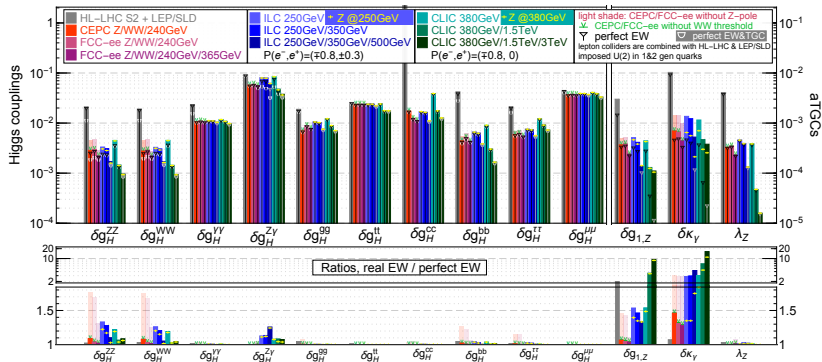 HL-LHC S2 + LEP/SLD
CEPC Z/WW/240GeV
FCC-ee Z/WW/240GeV
FCC-ee Z/WW/240GeV/365GeV
ILC 250GeV
+ Z @250GeV
ILC 250GeV/350GeV
ILC 250GeV/350GeV/500GeV
P(e⁻,e⁺)=(∓0.8,±0.3)
CLIC 380GeV
+ Z @380GeV
CLIC 380GeV/1.5TeV
CLIC 380GeV/1.5TeV/3TeV
P(e⁻,e⁺)=(∓0.8, 0)
light shade: CEPC/FCC-ee without Z-pole
CEPC/FCC-ee without WW threshold
perfect EW
perfect EW&TGC
lepton colliders are combined with HL-LHC & LEP/SLD
imposed U(2) in 1&2 gen quarks
Higgs couplings
aTGCs
1
10⁻¹
10⁻²
10⁻³
10⁻⁴
10⁻¹
10⁻²
10⁻³
10⁻⁴
10⁻⁵
δg_H^ZZ δg_H^WW δg_H^γγ δg_H^Zγ δg_H^gg δg_H^tt δg_H^cc δg_H^bb δg_H^ττ δg_H^μμ δg_1,Z δκ_γ λ_Z
Ratios, real EW / perfect EW
20
10
2
1.5
1
20
10
2
1.5
1
δg_H^ZZ δg_H^WW δg_H^γγ δg_H^Zγ δg_H^gg δg_H^tt δg_H^cc δg_H^bb δg_H^ττ δg_H^μμ δg_1,Z δκ_γ λ_Z